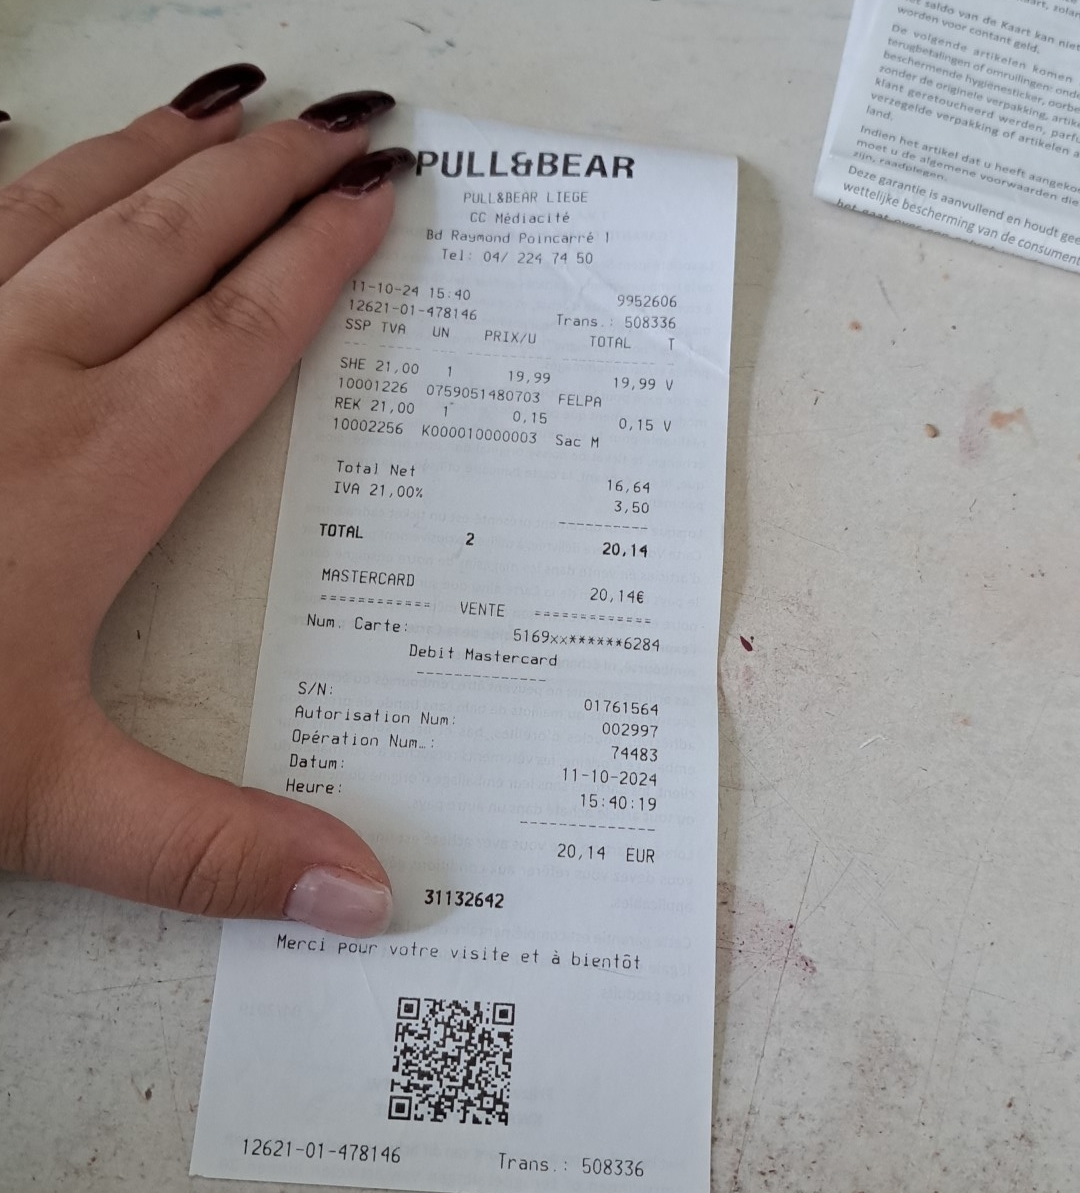 PULL&BEAR
PULL&BEAR LIEGE
CC Médiacité
Bd Raymond Poincarré 1
Tel: 04/ 224 74 50
11-10-24 15:40 9952606
12621-01-478146 Trans.: 508336
SSP TVA UN PRIX/U TOTAL T
SHE 21,00 1 19,99 19,99 V
10001226 0759051480703 FELPA
REK 21,00 1 0,15 0,15 V
10002256 K000010000003 Sac M
Total Net 16,64
IVA 21,00% 3,50
----------
TOTAL 2 20,14
MASTERCARD 20,14€
============ VENTE =============
Num. Carte: 5169xx******6284
Debit Mastercard
--------------
S/N: 01761564
Autorisation Num: 002997
Opération Num…: 74483
Datum: 11-10-2024
Heure: 15:40:19
--------------
20,14 EUR
31132642
Merci pour votre visite et à bientôt
12621-01-478146 Trans.: 508336
saldo van de Kaart kan niet
worden voor contant geld.
De volgende artikelen komen
terugbetalingen of omruilingen: onde
beschermende hygiënesticker, oorbe
zonder de originele verpakking, artike
klant geretoucheerd werden, parfu
verzegelde verpakking of artikelen a
land.
Indien het artikel dat u heeft aangeko
moet u de algemene voorwaarden die
zijn, raadplegen.
Deze garantie is aanvullend en houdt gee
wettelijke bescherming van de consument